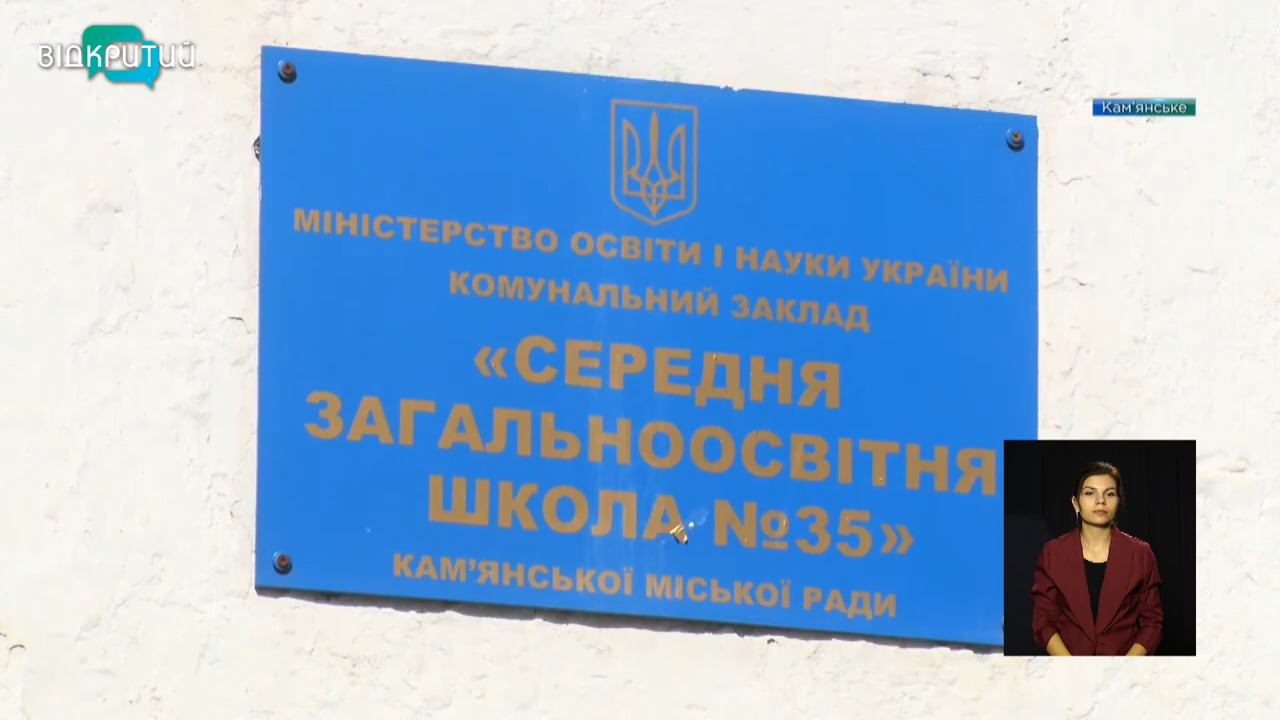 ВІДКРИТИЙ
Кам'янське
МІНІСТЕРСТВО ОСВІТИ І НАУКИ УКРАЇНИ
КОМУНАЛЬНИЙ ЗАКЛАД
«СЕРЕДНЯ
ЗАГАЛЬНООСВІТНЯ
ШКОЛА №35»
КАМ’ЯНСЬКОЇ МІСЬКОЇ РАДИ